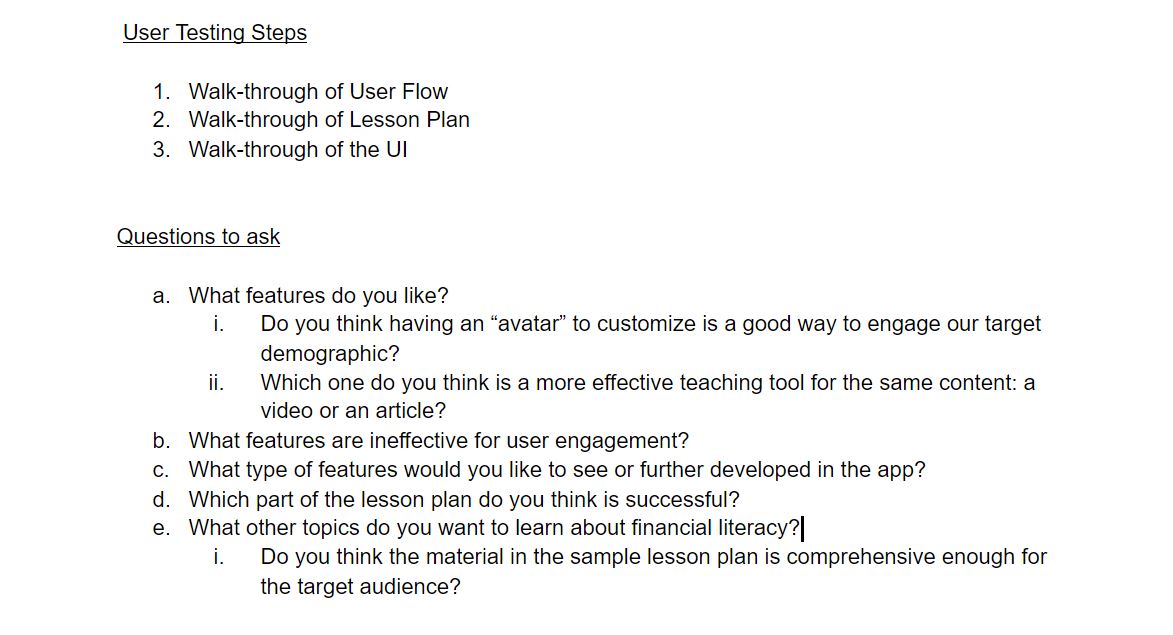 User Testing Steps
1. Walk-through of User Flow
2. Walk-through of Lesson Plan
3. Walk-through of the UI
Questions to ask
a. What features do you like?
i. Do you think having an “avatar” to customize is a good way to engage our target
demographic?
ii. Which one do you think is a more effective teaching tool for the same content: a
video or an article?
b. What features are ineffective for user engagement?
c. What type of features would you like to see or further developed in the app?
d. Which part of the lesson plan do you think is successful?
e. What other topics do you want to learn about financial literacy?
i. Do you think the material in the sample lesson plan is comprehensive enough for
the target audience?